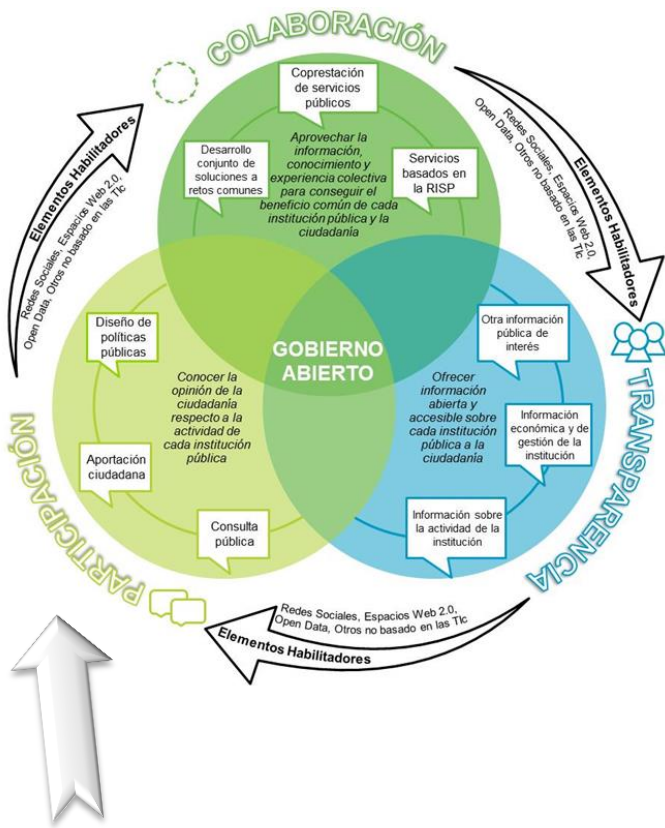 COLABORACIÓN
Coprestación
de servicios
públicos
Desarrollo
conjunto de
soluciones a
retos comunes
Aprovechar la
información,
conocimiento y
experiencia colectiva
para conseguir el
beneficio común de cada
institución pública y la
ciudadanía
Servicios
basados en
la RISP
Elementos Habilitadores
Redes Sociales, Espacios Web 2.0,
Open Data, Otros no basado en las TIc
Redes Sociales, Espacios Web 2.0,
Open Data, Otros no basado en las TIc
Elementos Habilitadores
GOBIERNO
ABIERTO
Diseño de
políticas
públicas
Conocer la
opinión de la
ciudadanía
respecto a la
actividad de
cada institución
pública
Aportación
ciudadana
Consulta
pública
PARTICIPACIÓN
Otra información
pública de
interés
Ofrecer
información
abierta y
accesible sobre
cada institución
pública a la
ciudadanía
Información
económica y de
gestión de la
institución
Información sobre
la actividad de la
institución
TRANSPARENCIA
Redes Sociales, Espacios Web 2.0,
Open Data, Otros no basado en las TIc
Elementos Habilitadores